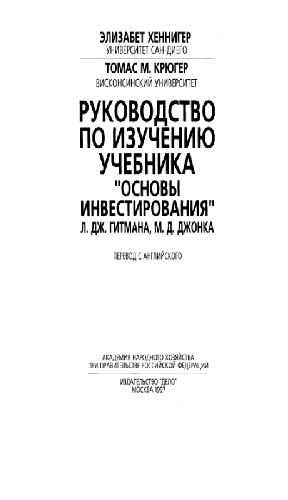 ЭЛИЗАБЕТ ХЕННИГЕР
УНИВЕРСИТЕТ САН-ДИЕГО
ТОМАС М. КРЮГЕР
ВИСКОНСИНСКИЙ УНИВЕРСИТЕТ
РУКОВОДСТВО
ПО ИЗУЧЕНИЮ
УЧЕБНИКА
"ОСНОВЫ
ИНВЕСТИРОВАНИЯ"
Л. ДЖ. ГИТМАНА, М. Д. ДЖОНКА
ПЕРЕВОД С АНГЛИЙСКОГО
АКАДЕМИЯ НАРОДНОГО ХОЗЯЙСТВА
ПРИ ПРАВИТЕЛЬСТВЕ РОССИЙСКОЙ ФЕДЕРАЦИИ
ИЗДАТЕЛЬСТВО "ДЕЛО"
МОСКВА 1997